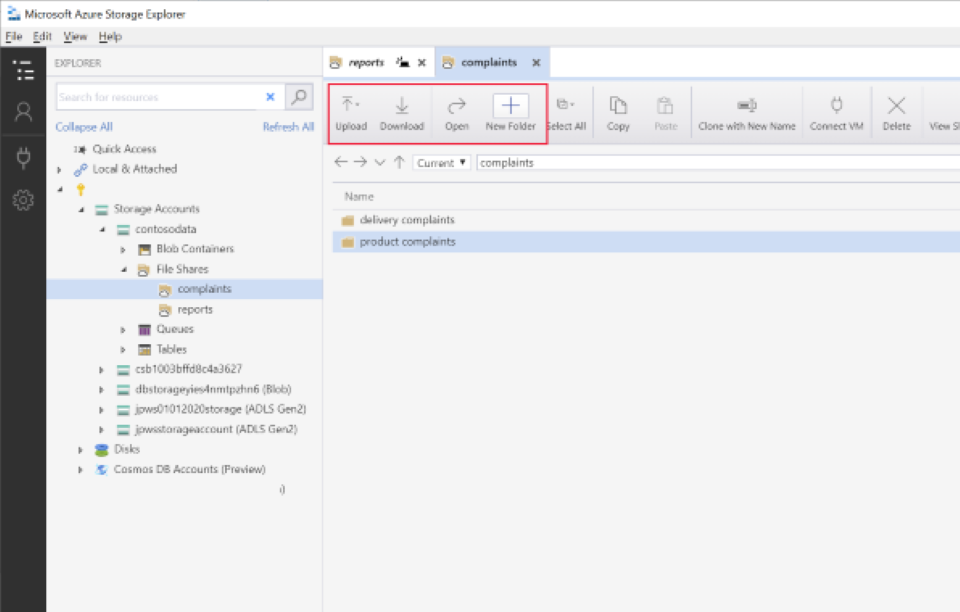 Microsoft Azure Storage Explorer
File Edit View Help
EXPLORER
Search for resources
Collapse All Refresh All
Quick Access
Local & Attached
Storage Accounts
contosodata
Blob Containers
File Shares
complaints
reports
Queues
Tables
csb1003bffd8c4a3627
dbstorageyies4nmtpzhn6 (Blob)
jpws01012020storage (ADLS Gen2)
jpwsstorageaccount (ADLS Gen2)
Disks
Cosmos DB Accounts (Preview)
reports complaints
Upload Download Open New Folder Select All Copy Paste Clone with New Name Connect VM Delete View
Current complaints
Name
delivery complaints
product complaints